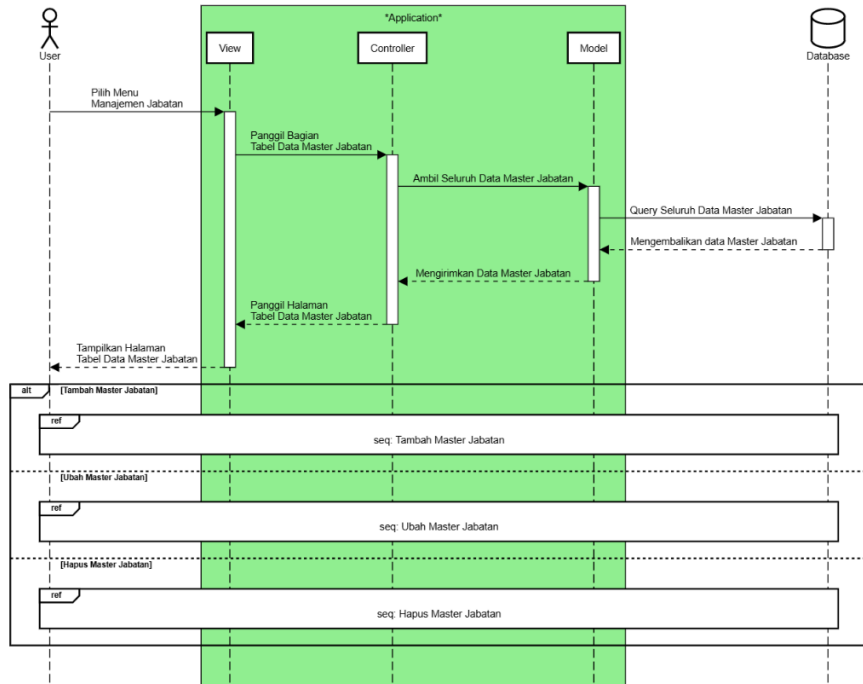 *Application*
User
View
Controller
Model
Database
Pilih Menu
Manajemen Jabatan
Panggil Bagian
Tabel Data Master Jabatan
Ambil Seluruh Data Master Jabatan
Query Seluruh Data Master Jabatan
Mengembalikan data Master Jabatan
Mengirimkan Data Master Jabatan
Panggil Halaman
Tabel Data Master Jabatan
Tampilkan Halaman
Tabel Data Master Jabatan
alt [Tambah Master Jabatan]
ref
seq: Tambah Master Jabatan
[Ubah Master Jabatan]
ref
seq: Ubah Master Jabatan
[Hapus Master Jabatan]
ref
seq: Hapus Master Jabatan